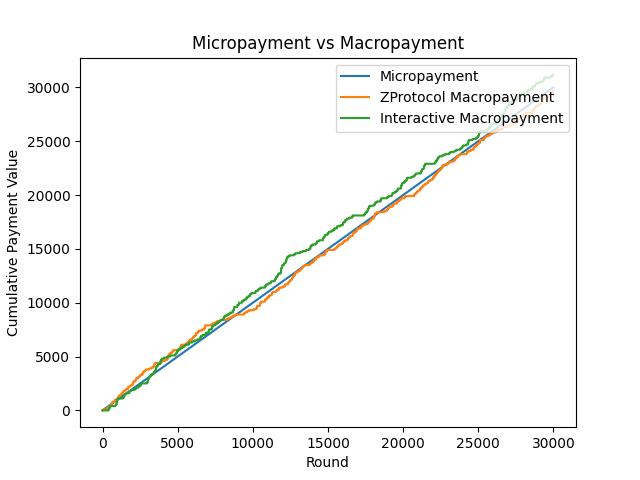 Micropayment vs Macropayment
Micropayment
ZProtocol Macropayment
Interactive Macropayment
30000
25000
20000
15000
10000
5000
0
Cumulative Payment Value
0 5000 10000 15000 20000 25000 30000
Round